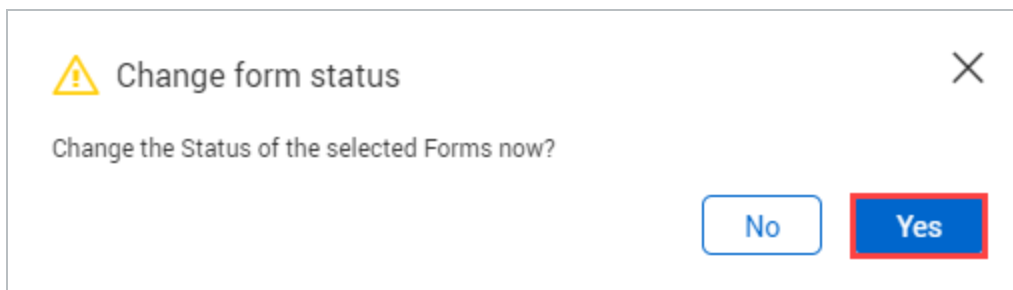 Change form status
Change the Status of the selected Forms now?
No
Yes